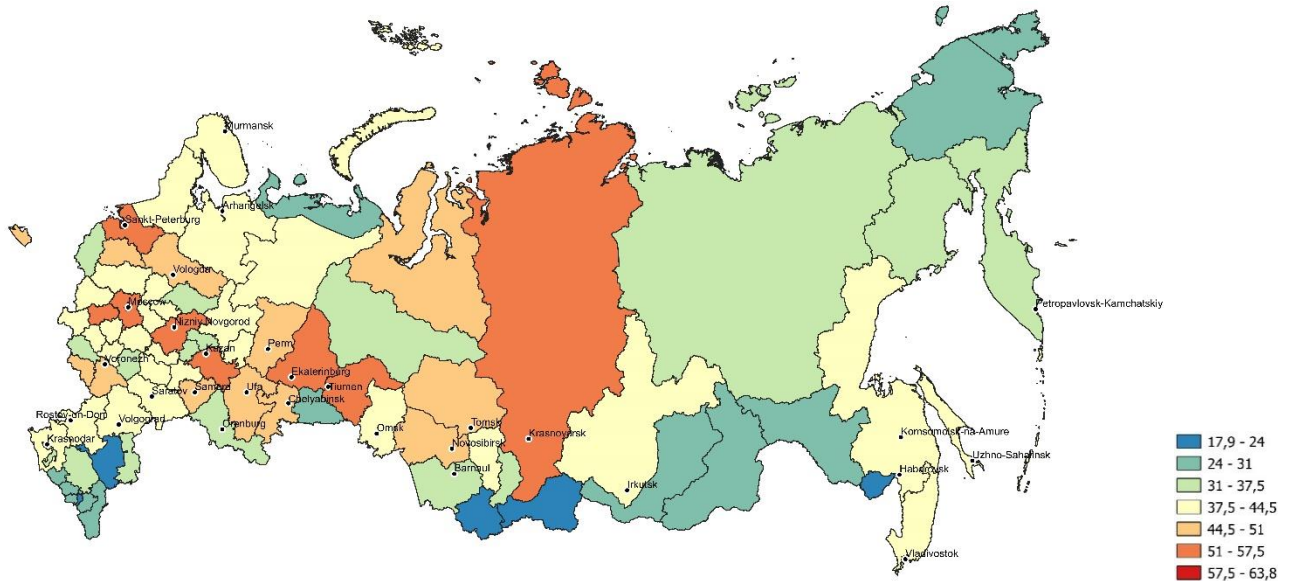 Murmansk
Arhangelsk
Sankt-Peterburg
Vologda
Moscow
Nizniy Novgorod
Petropavlovsk-Kamchatskiy
Kazan
Perm
Voronezh
Ekaterinburg
Tiumen
Saratov
Samara
Ufa
Chelyabinsk
Rostov-on-Don
Volgograd
Orenburg
Omsk
Tomsk
Krasnodar
Novosibirsk
Krasnoyarsk
Komsomolsk-na-Amure
Barnaul
Uzhno-Sahalinsk
Habarovsk
Irkutsk
Vladivostok
17,9 - 24
24 - 31
31 - 37,5
37,5 - 44,5
44,5 - 51
51 - 57,5
57,5 - 63,8